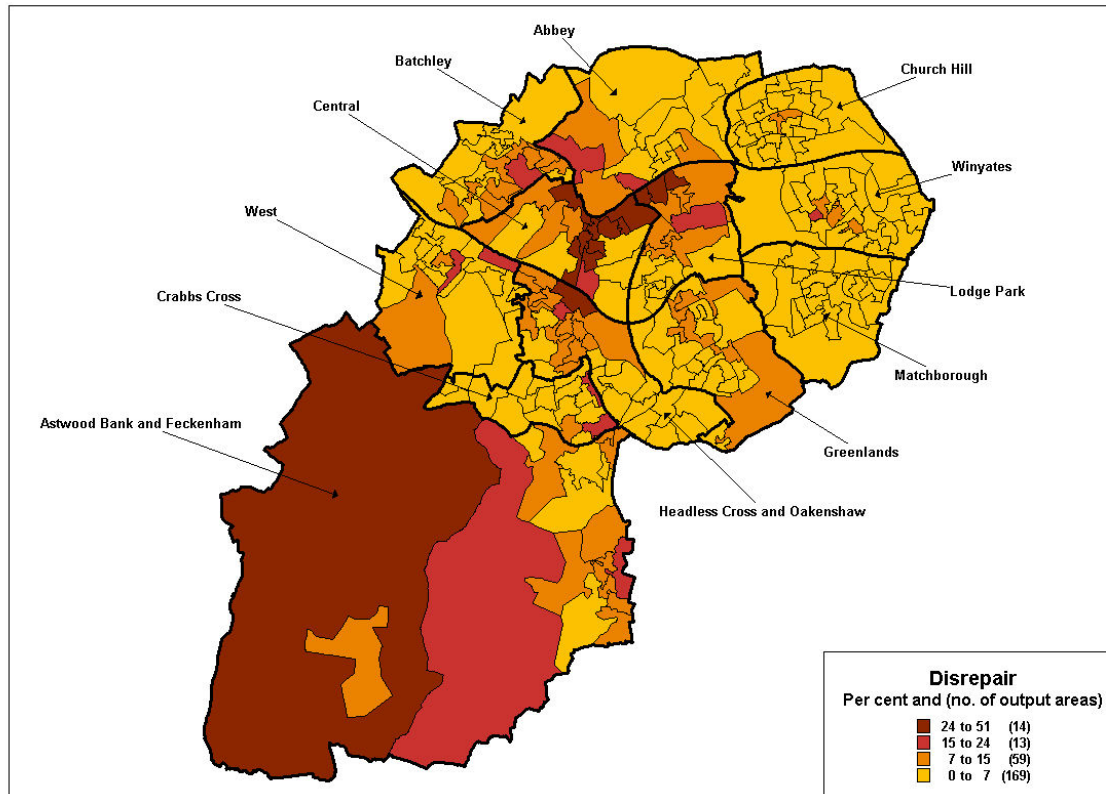 Abbey
Batchley
Church Hill
Central
Winyates
West
Crabbs Cross
Lodge Park
Matchborough
Astwood Bank and Feckenham
Greenlands
Headless Cross and Oakenshaw
Disrepair
Per cent and (no. of output areas)
24 to 51 (14)
15 to 24 (13)
7 to 15 (59)
0 to 7 (169)